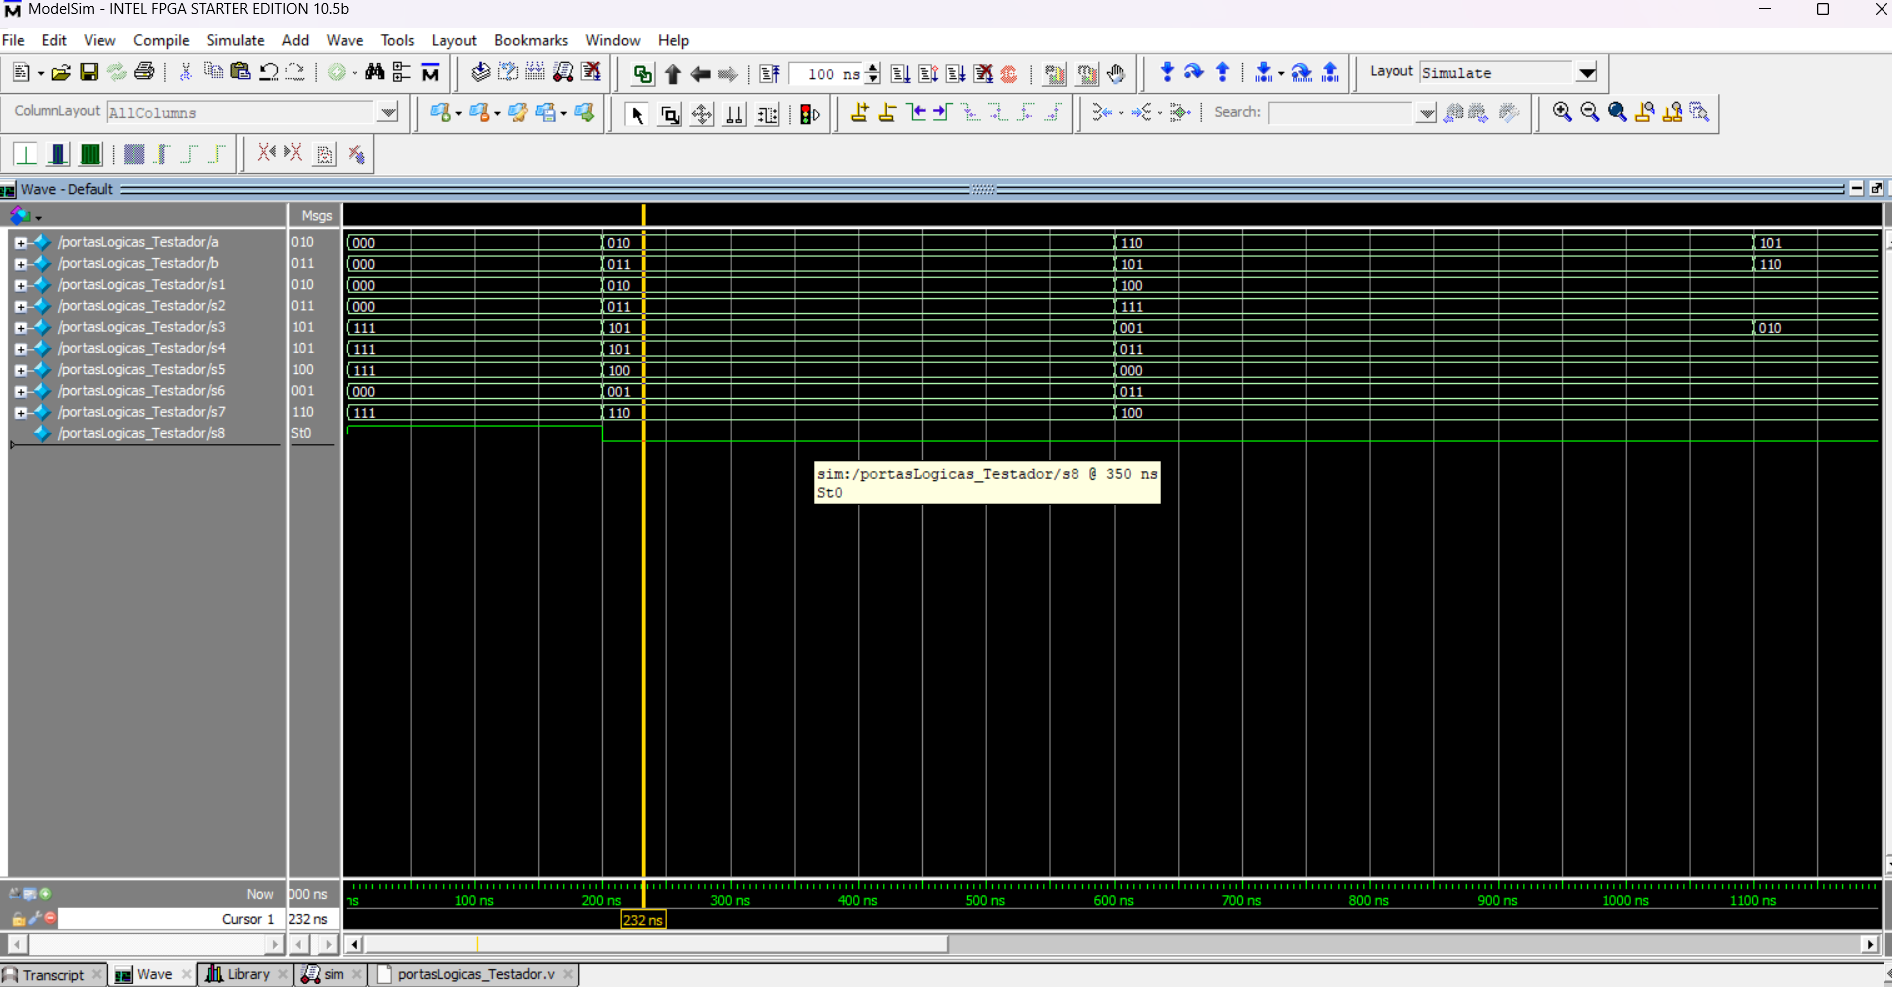 ModelSim - INTEL FPGA STARTER EDITION 10.5b
File Edit View Compile Simulate Add Wave Tools Layout Bookmarks Window Help
100 ns
Layout Simulate
ColumnLayout AllColumns
Search:
Wave - Default
Msgs
/portasLogicas_Testador/a 010 000 010 110 101
/portasLogicas_Testador/b 011 000 011 101 110
/portasLogicas_Testador/s1 010 000 010 100
/portasLogicas_Testador/s2 011 000 011 111
/portasLogicas_Testador/s3 101 111 101 001 010
/portasLogicas_Testador/s4 101 111 101 011
/portasLogicas_Testador/s5 100 111 100 000
/portasLogicas_Testador/s6 001 000 001 011
/portasLogicas_Testador/s7 110 111 110 100
/portasLogicas_Testador/s8 St0
sim:/portasLogicas_Testador/s8 @ 350 ns
St0
Now 000 ns ns 100 ns 200 ns 300 ns 400 ns 500 ns 600 ns 700 ns 800 ns 900 ns 1000 ns 1100 ns
Cursor 1 232 ns 232 ns
Transcript Wave Library sim portasLogicas_Testador.v